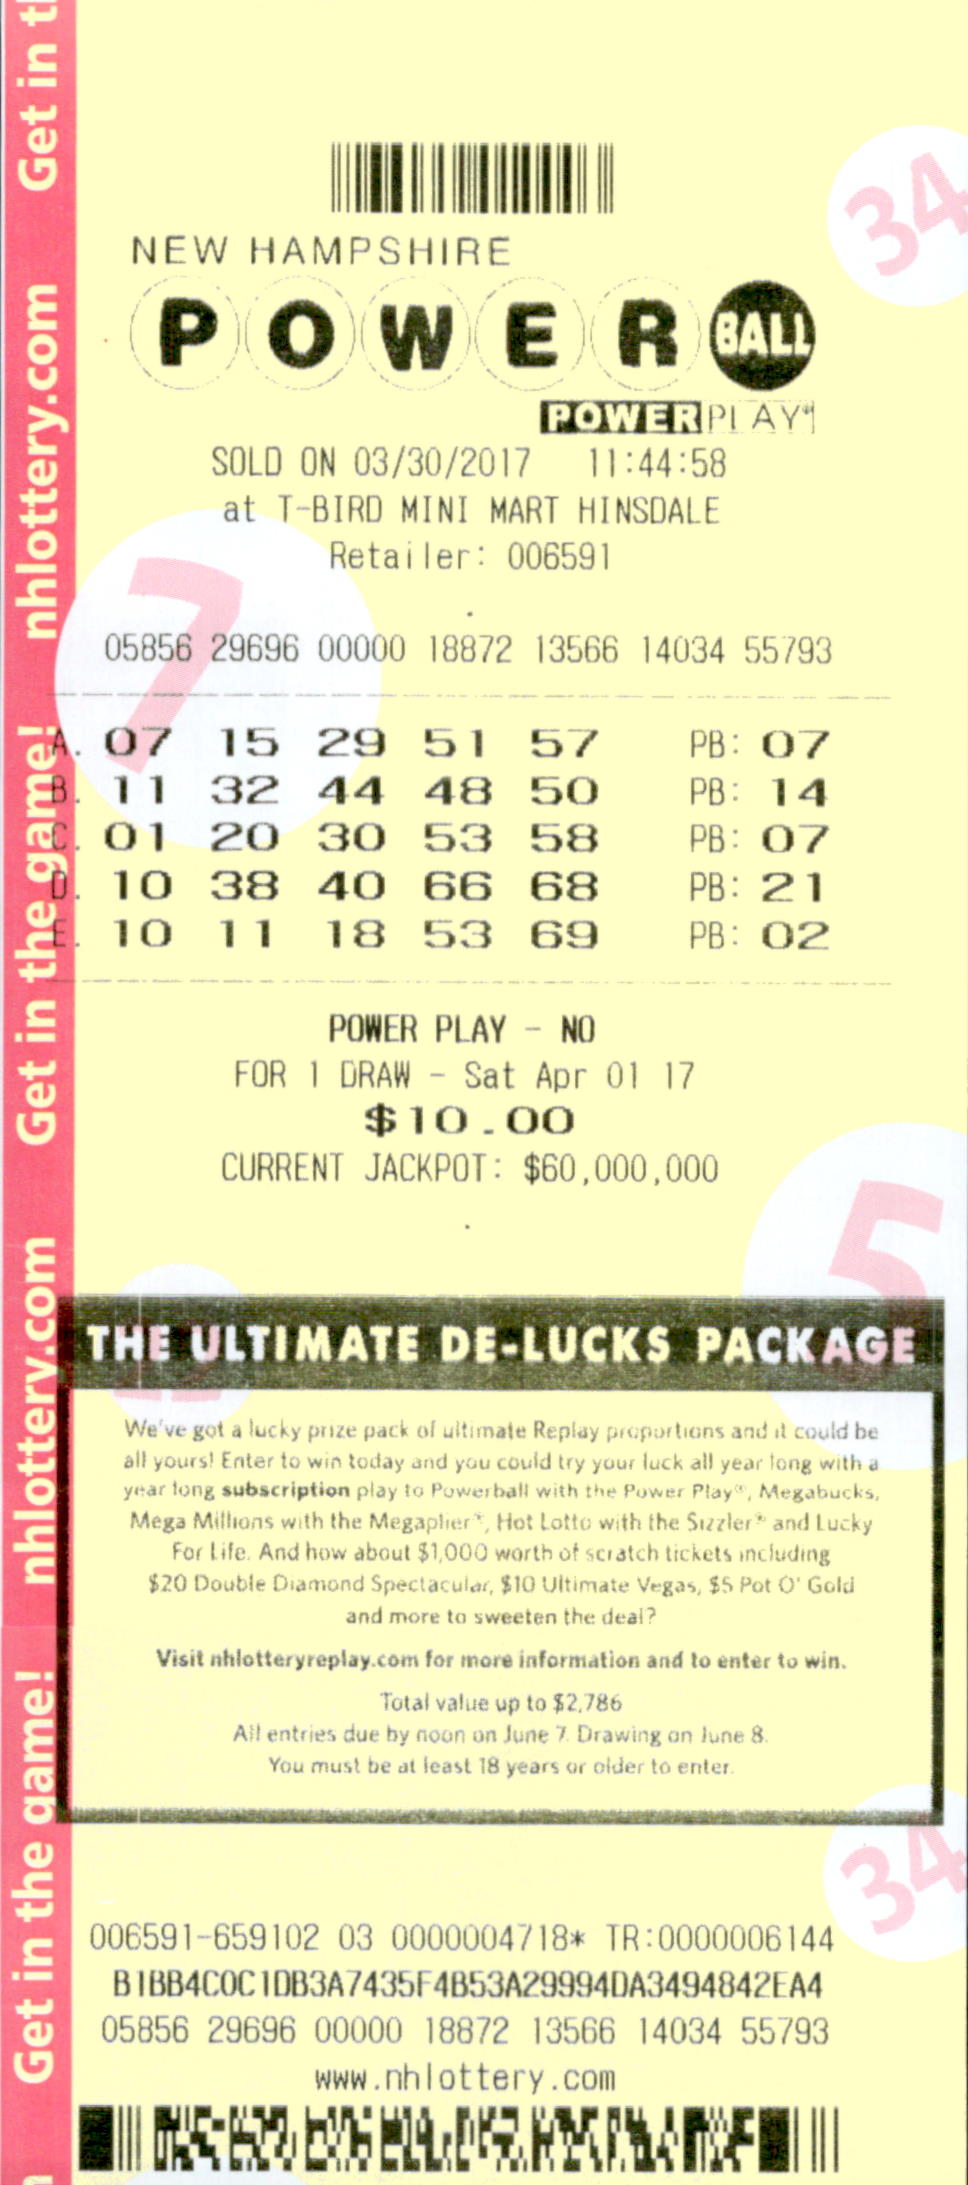 34
NEW HAMPSHIRE
POWER BALL
POWERPLAY®
SOLD ON 03/30/2017 11:44:58
at T-BIRD MINI MART HINSDALE
Retailer: 006591
7
05856 29696 00000 18872 13566 14034 55793
A. 07 15 29 51 57 PB: 07
B. 11 32 44 48 50 PB: 14
C. 01 20 30 53 58 PB: 07
D. 10 38 40 66 68 PB: 21
E. 10 11 18 53 69 PB: 02
POWER PLAY - NO
FOR 1 DRAW - Sat Apr 01 17
$10.00
CURRENT JACKPOT: $60,000,000
5
THE ULTIMATE DE-LUCKS PACKAGE
We've got a lucky prize pack of ultimate Replay proportions and it could be
all yours! Enter to win today and you could try your luck all year long with a
year long subscription play to Powerball with the Power Play®, Megabucks,
Mega Millions with the Megaplier®, Hot Lotto with the Sizzler® and Lucky
For Life. And how about $1,000 worth of scratch tickets including
$20 Double Diamond Spectacular, $10 Ultimate Vegas, $5 Pot O' Gold
and more to sweeten the deal?
Visit nhlotteryreplay.com for more information and to enter to win.
Total value up to $2,786
All entries due by noon on June 7. Drawing on June 8.
You must be at least 18 years or older to enter.
34
006591-659102 03 0000004718* TR:0000006144
B1BB4C0C1DB3A7435F4B53A29994DA3494842EA4
05856 29696 00000 18872 13566 14034 55793
www.nhlottery.com
Get in the game! nhlottery.com Get in the game! nhlottery.com Get in th